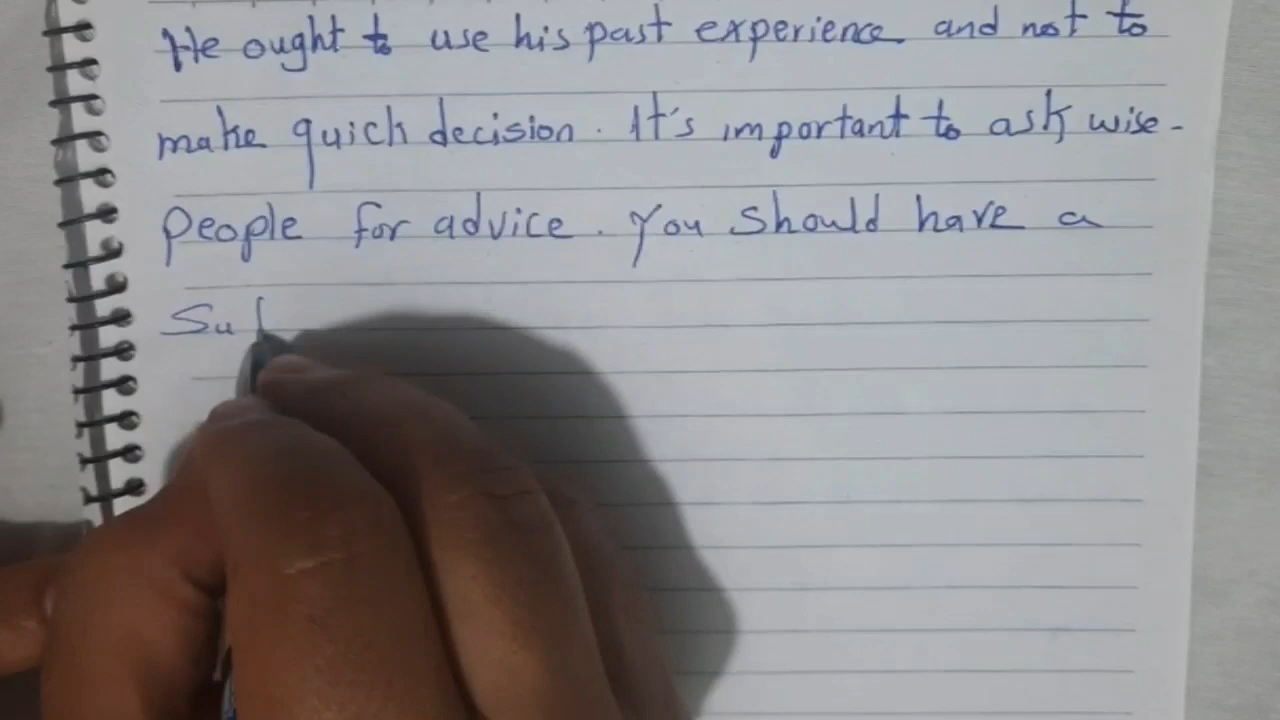 He ought to use his past experience and not to
make quick decision. It's important to ask wise-
people for advice. You should have a
Su